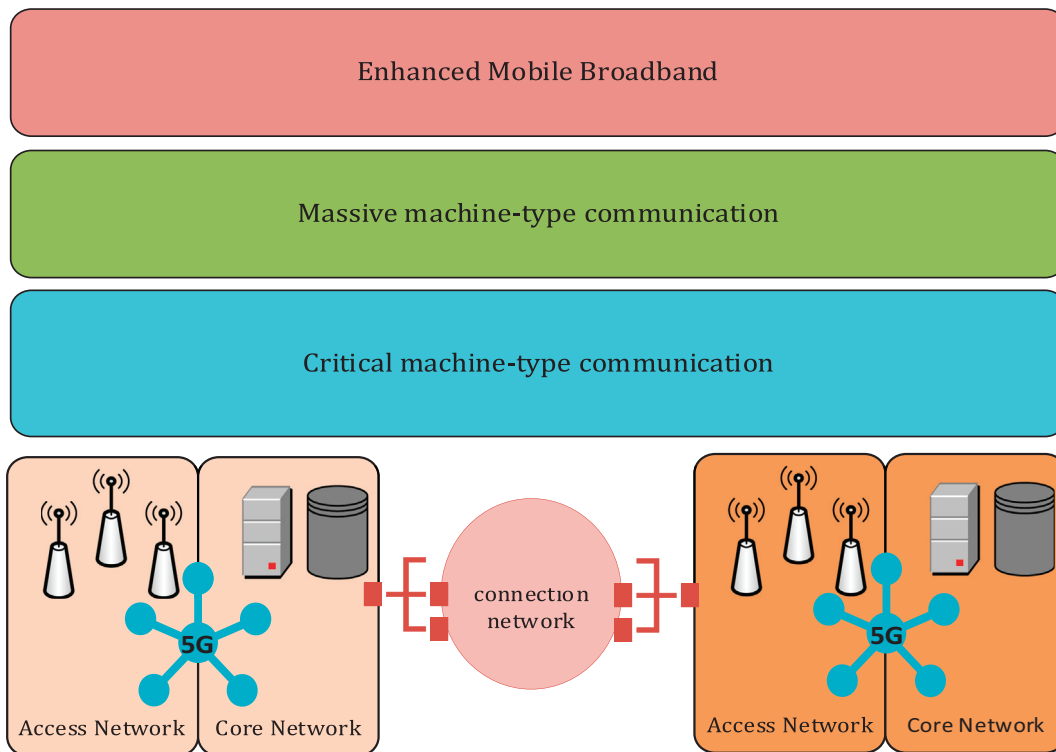 Enhanced Mobile Broadband
Massive machine-type communication
Critical machine-type communication
5G
Access Network
Core Network
connection
network
5G
Access Network
Core Network